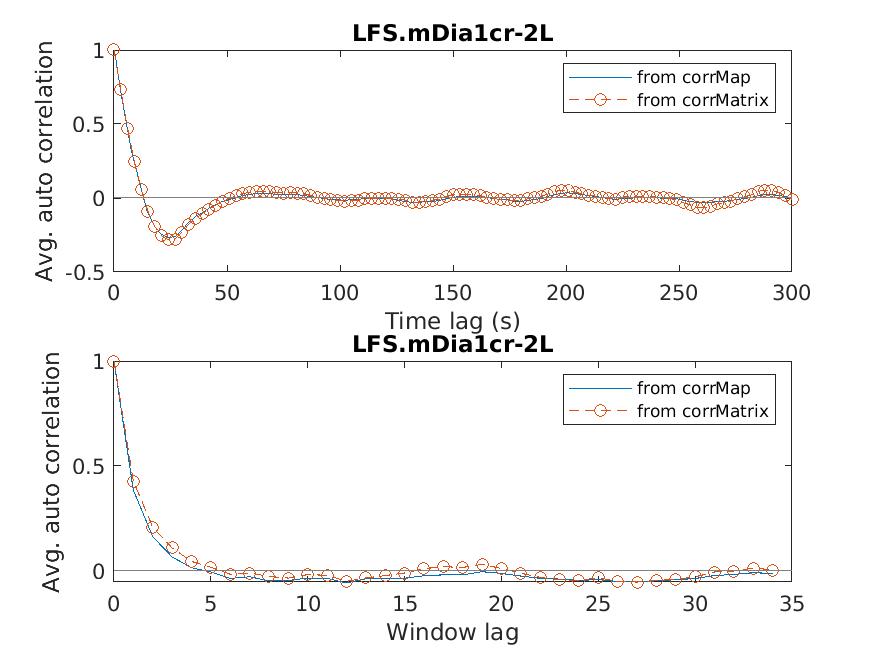 LFS.mDia1cr-2L
1
0.5
0
-0.5
Avg. auto correlation
from corrMap
from corrMatrix
0 50 100 150 200 250 300
Time lag (s)
LFS.mDia1cr-2L
1
0.5
0
Avg. auto correlation
from corrMap
from corrMatrix
0 5 10 15 20 25 30 35
Window lag